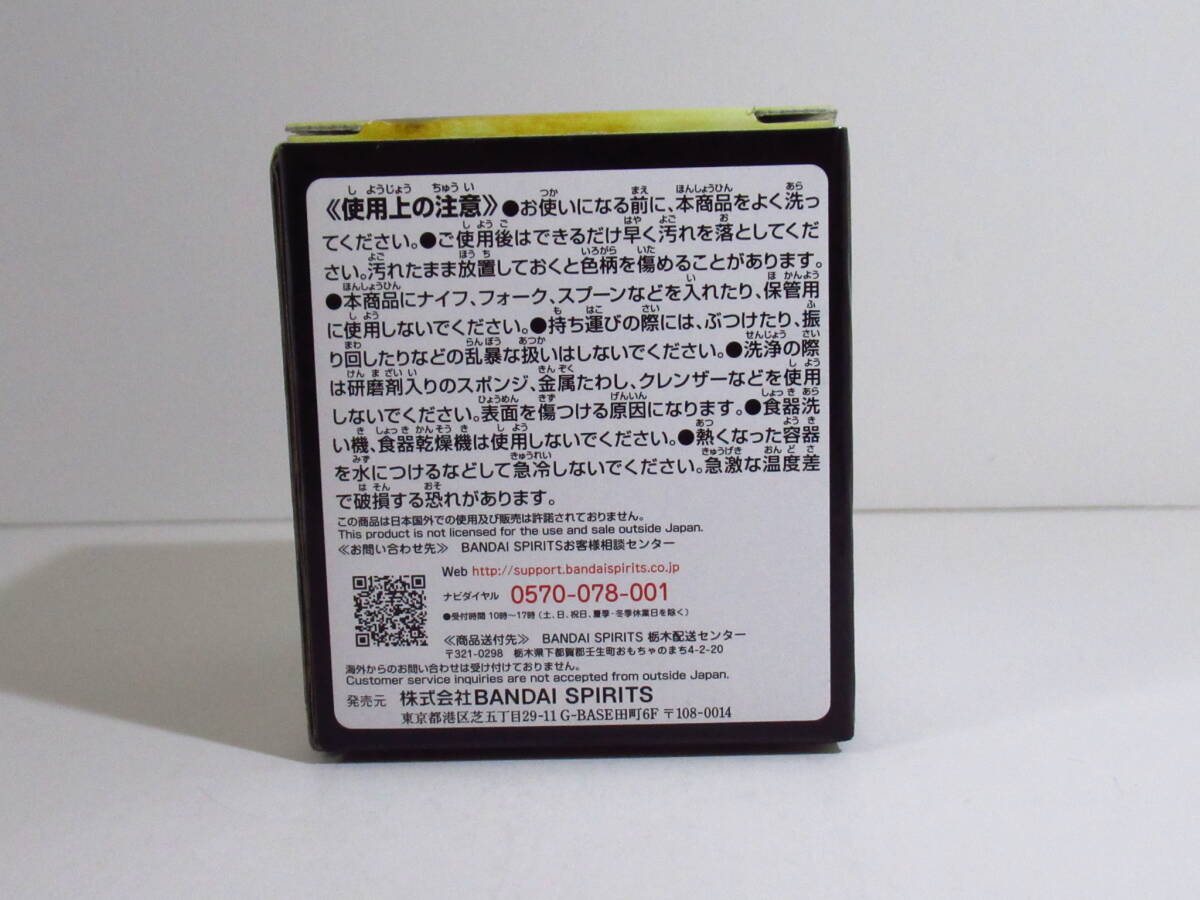 《使用上の注意》●お使いになる前に、本商品をよく洗っ
てください。●ご使用後はできるだけ早く汚れを落としてくだ
さい。汚れたまま放置しておくと色柄を傷めることがあります。
●本商品にナイフ、フォーク、スプーンなどを入れたり、保管用
に使用しないでください。●持ち運びの際には、ぶつけたり、振
り回したりなどの乱暴な扱いはしないでください。●洗浄の際
は研磨剤入りのスポンジ、金属たわし、クレンザーなどを使用
しないでください。表面を傷つける原因になります。●食器洗
い機、食器乾燥機は使用しないでください。●熱くなった容器
を水につけるなどして急冷しないでください。急激な温度差
で破損する恐れがあります。
この商品は日本国外での使用及び販売は許諾されておりません。
This product is not licensed for the use and sale outside Japan.
≪お問い合わせ先≫ BANDAI SPIRITSお客様相談センター
Web http://support.bandaispirits.co.jp
ナビダイヤル 0570-078-001
●受付時間 10時〜17時(土、日、祝日、夏季・冬季休業日を除く)
≪商品送付先≫ BANDAI SPIRITS 栃木配送センター
〒321-0298 栃木県下都賀郡壬生町おもちゃのまち4-2-20
海外からのお問い合わせは受け付けておりません。
Customer service inquiries are not accepted from outside Japan.
発売元 株式会社BANDAI SPIRITS
東京都港区芝五丁目29-11 G-BASE田町6F 〒108-0014